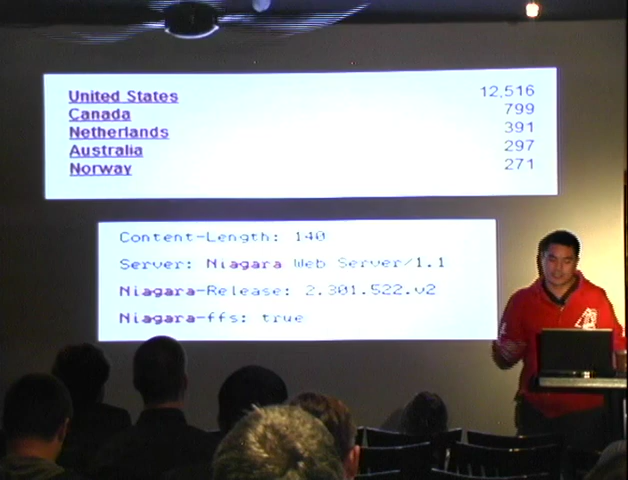 United States 12,516
Canada 799
Netherlands 391
Australia 297
Norway 271
Content-Length: 140
Server: Niagara Web Server/1.1
Niagara-Release: 2.301.522.v2
Niagara-ffs: true